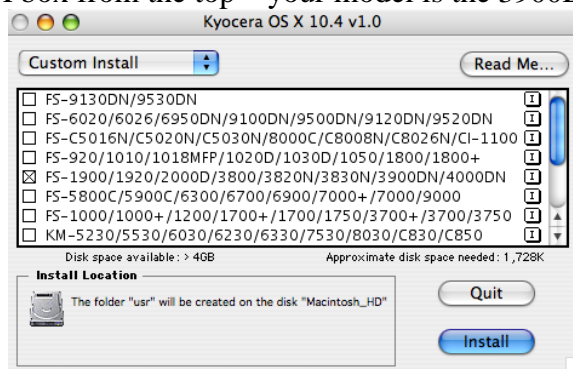 box from the top – your model is the 3900D
Kyocera OS X 10.4 v1.0
Custom Install
Read Me...
FS-9130DN/9530DN
FS-6020/6026/6950DN/9100DN/9500DN/9120DN/9520DN
FS-C5016N/C5020N/C5030N/8000C/C8008N/C8026N/CI-1100
FS-920/1010/1018MFP/1020D/1030D/1050/1800/1800+
FS-1900/1920/2000D/3800/3820N/3830N/3900DN/4000DN
FS-5800C/5900C/6300/6700/6900/7000+/7000/9000
FS-1000/1000+/1200/1700+/1700/1750/3700+/3700/3750
KM-5230/5530/6030/6230/6330/7530/8030/C830/C850
Disk space available: > 4GB Approximate disk space needed: 1,728K
Install Location
The folder "usr" will be created on the disk "Macintosh_HD"
Quit
Install